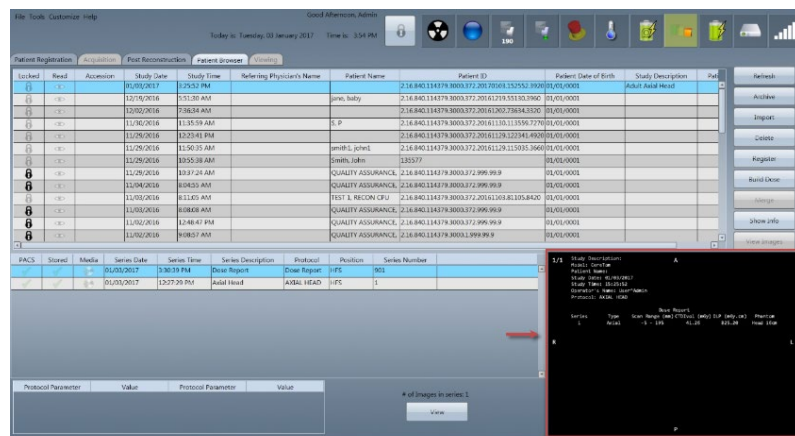 File Tools Customize Help
Good Afternoon, Admin
Today is: Tuesday, 03 January 2017 Time is: 3:54 PM
190
Patient Registration Acquisition Post Reconstruction Patient Browser Viewing
Locked Read Accession Study Date Study Time Referring Physician's Name Patient Name Patient ID Patient Date of Birth Study Description
01/03/2017 3:25:52 PM 2.16.840.114379.3000.372.20170103.152552.3920 01/01/0001 Adult Axial Head
12/19/2016 5:51:30 AM jane, baby 2.16.840.114379.3000.372.20161219.55130.3960 01/01/0001
12/02/2016 7:36:34 AM 2.16.840.114379.3000.372.20161202.73634.3320 01/01/0001
11/30/2016 11:35:59 AM S, P 2.16.840.114379.3000.372.20161130.113559.7270 01/01/0001
11/29/2016 12:23:41 PM 2.16.840.114379.3000.372.20161129.122341.4920 01/01/0001
11/29/2016 11:50:35 AM smith1, john1 2.16.840.114379.3000.372.20161129.115035.3660 01/01/0001
11/29/2016 10:55:38 AM Smith, John 135577 01/01/0001
11/29/2016 10:37:24 AM QUALITY ASSURANCE, 2.16.840.114379.3000.372.999.99.9 01/01/0001
11/04/2016 8:04:55 AM QUALITY ASSURANCE, 2.16.840.114379.3000.372.999.99.9 01/01/0001
11/03/2016 8:11:05 AM TEST 1, RECON CPU 2.16.840.114379.3000.372.20161103.81105.8420 01/01/0001
11/03/2016 8:08:08 AM QUALITY ASSURANCE, 2.16.840.114379.3000.372.999.99.9 01/01/0001
11/02/2016 12:48:47 PM QUALITY ASSURANCE, 2.16.840.114379.3000.372.999.99.9 01/01/0001
11/02/2016 9:08:57 AM QUALITY ASSURANCE, 2.16.840.114379.3000.1.999.99.9 01/01/0001
Refresh
Archive
Import
Delete
Register
Build Dose
Merge
Show Info
View Images
PACS Stored Media Series Date Series Time Series Description Protocol Position Series Number
01/03/2017 3:30:39 PM Dose Report Dose Report HFS 901
01/03/2017 12:27:29 PM Axial Head AXIAL HEAD HFS 1
Protocol Parameter Value Protocol Parameter Value
# of Images in series: 1
View
1/1
A
Study Description:
Model: CereTom
Patient Name:
Study Date: 01/03/2017
Study Time: 15:25:52
Operator's Name: User^Admin
Protocol: AXIAL HEAD
Dose Report
Series Type Scan Range (mm) CTDIvol (mGy) DLP (mGy.cm) Phantom
1 Axial 41.28 825.20 Head 16cm
R L
P